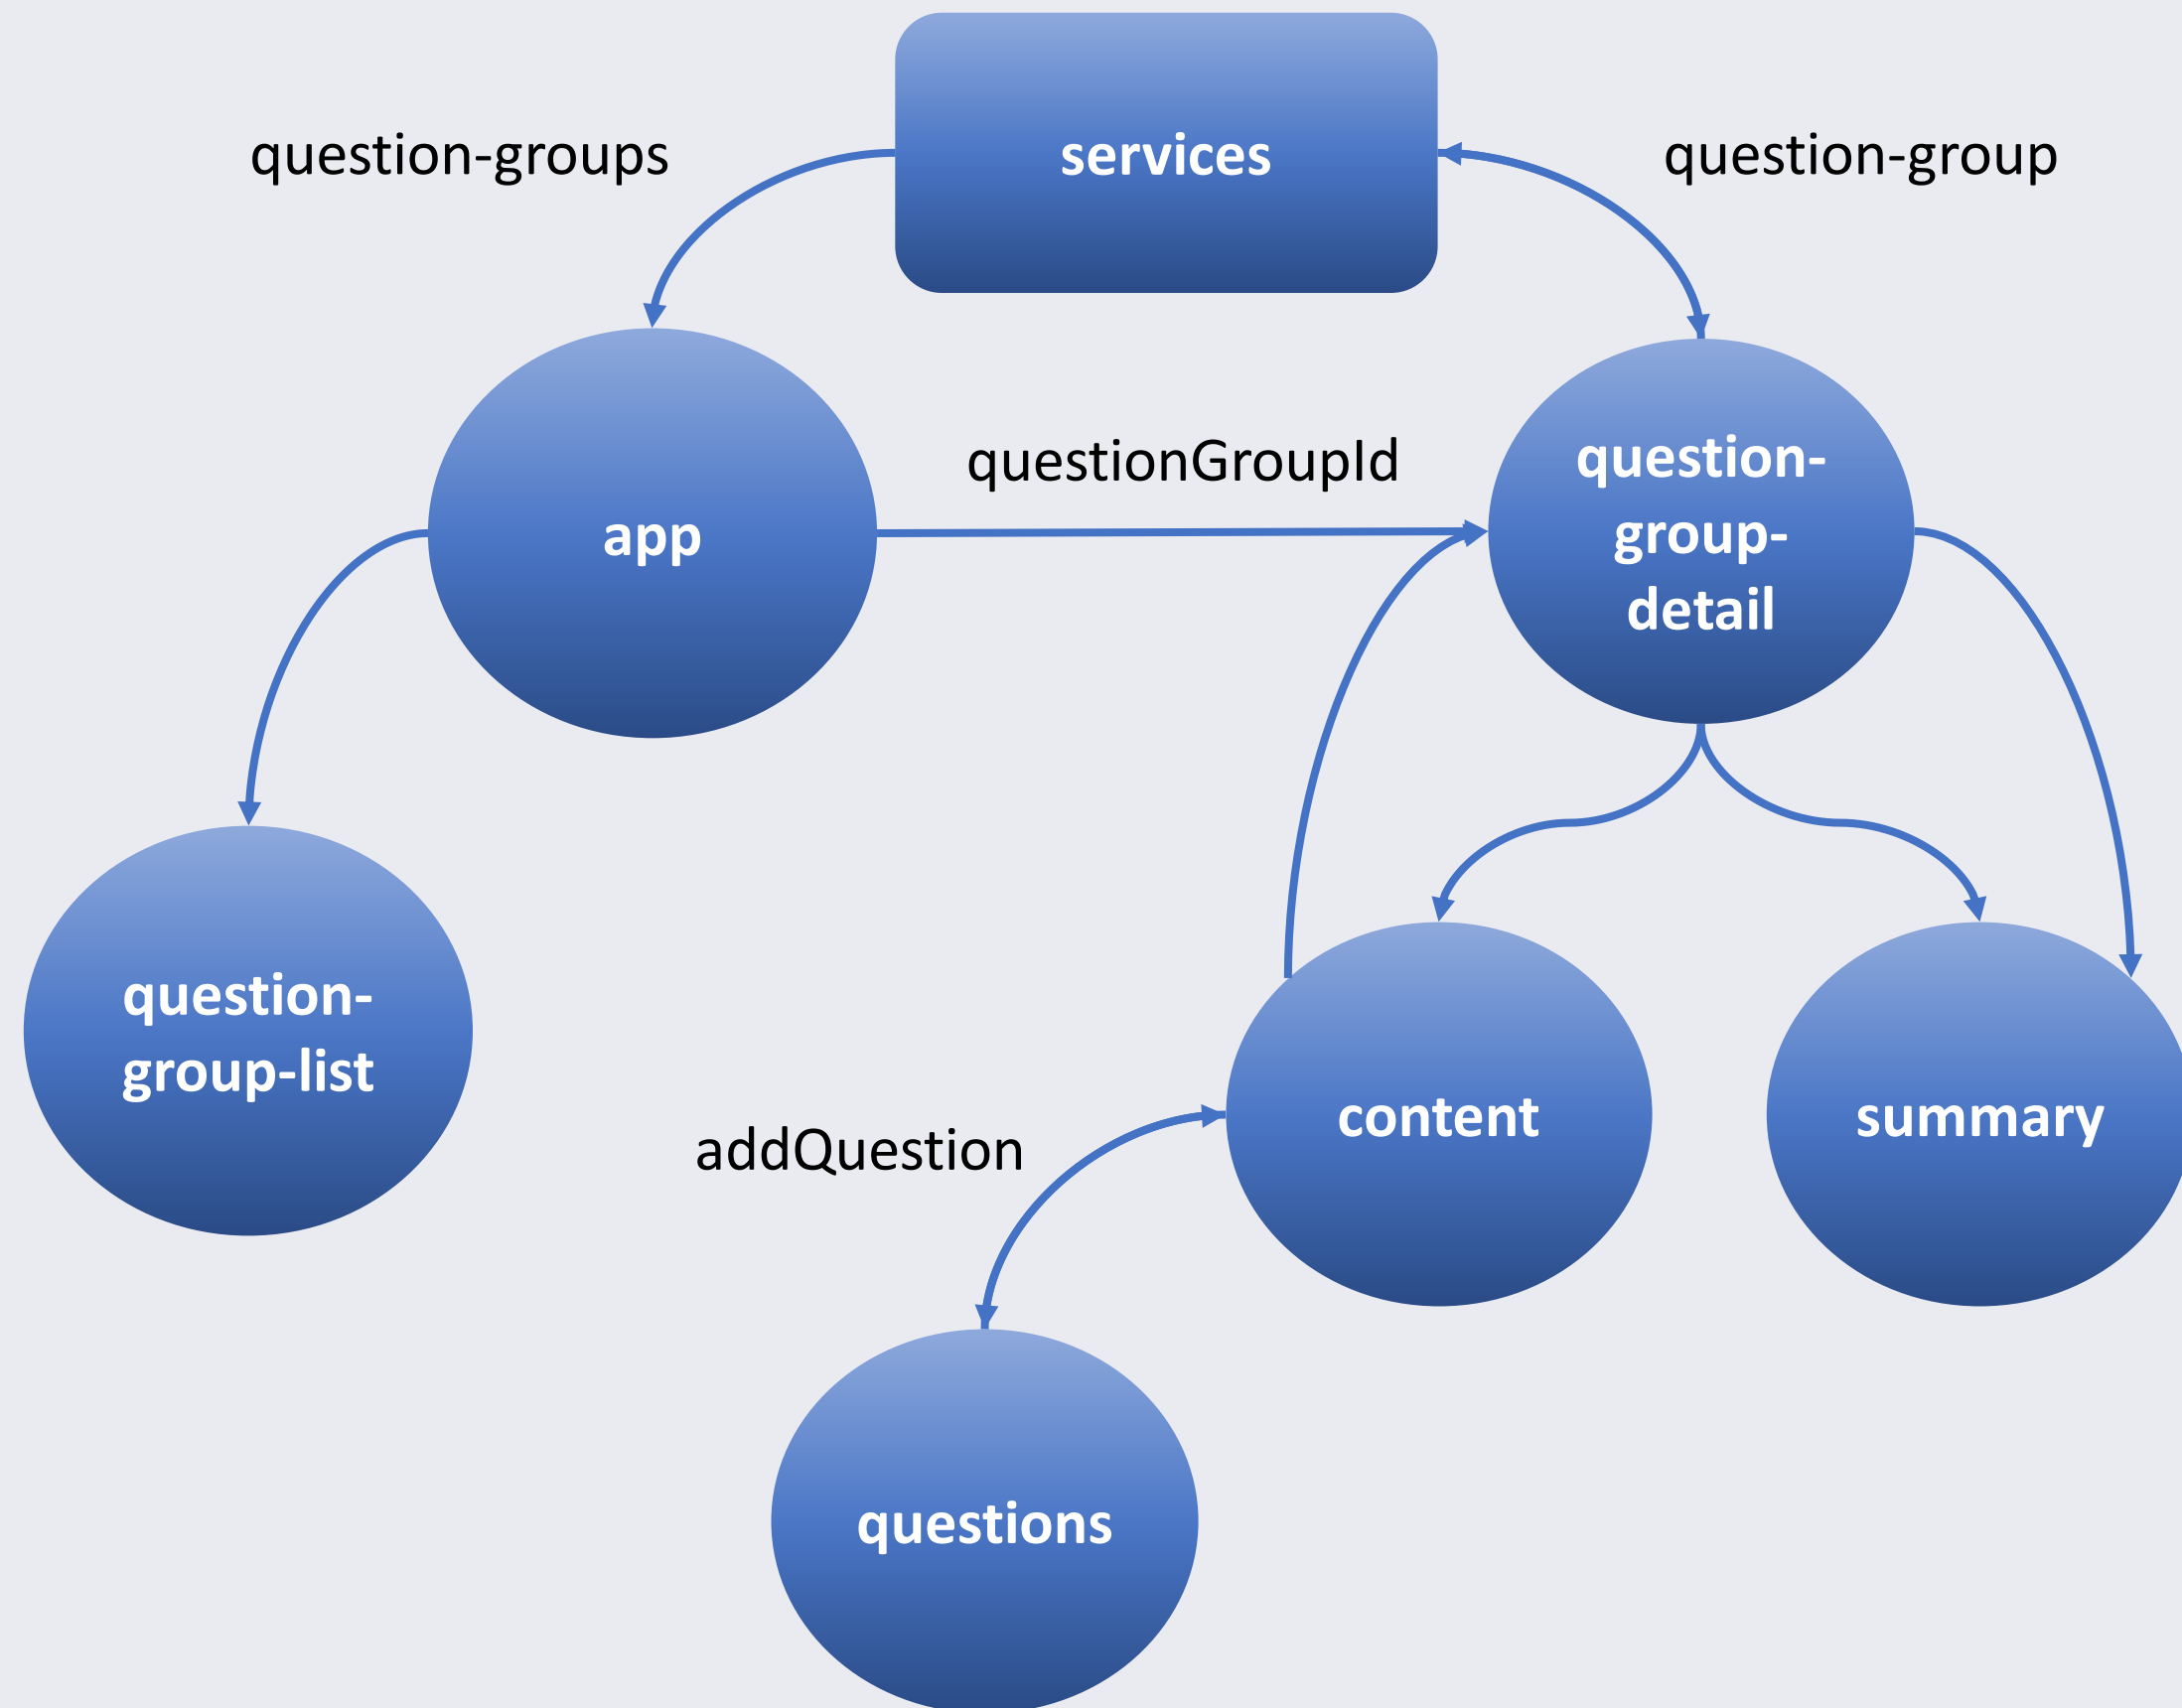 services
question-groups
question-group
questionGroupId
question-
group-
detail
app
question-
group-list
content
summary
addQuestion
questions